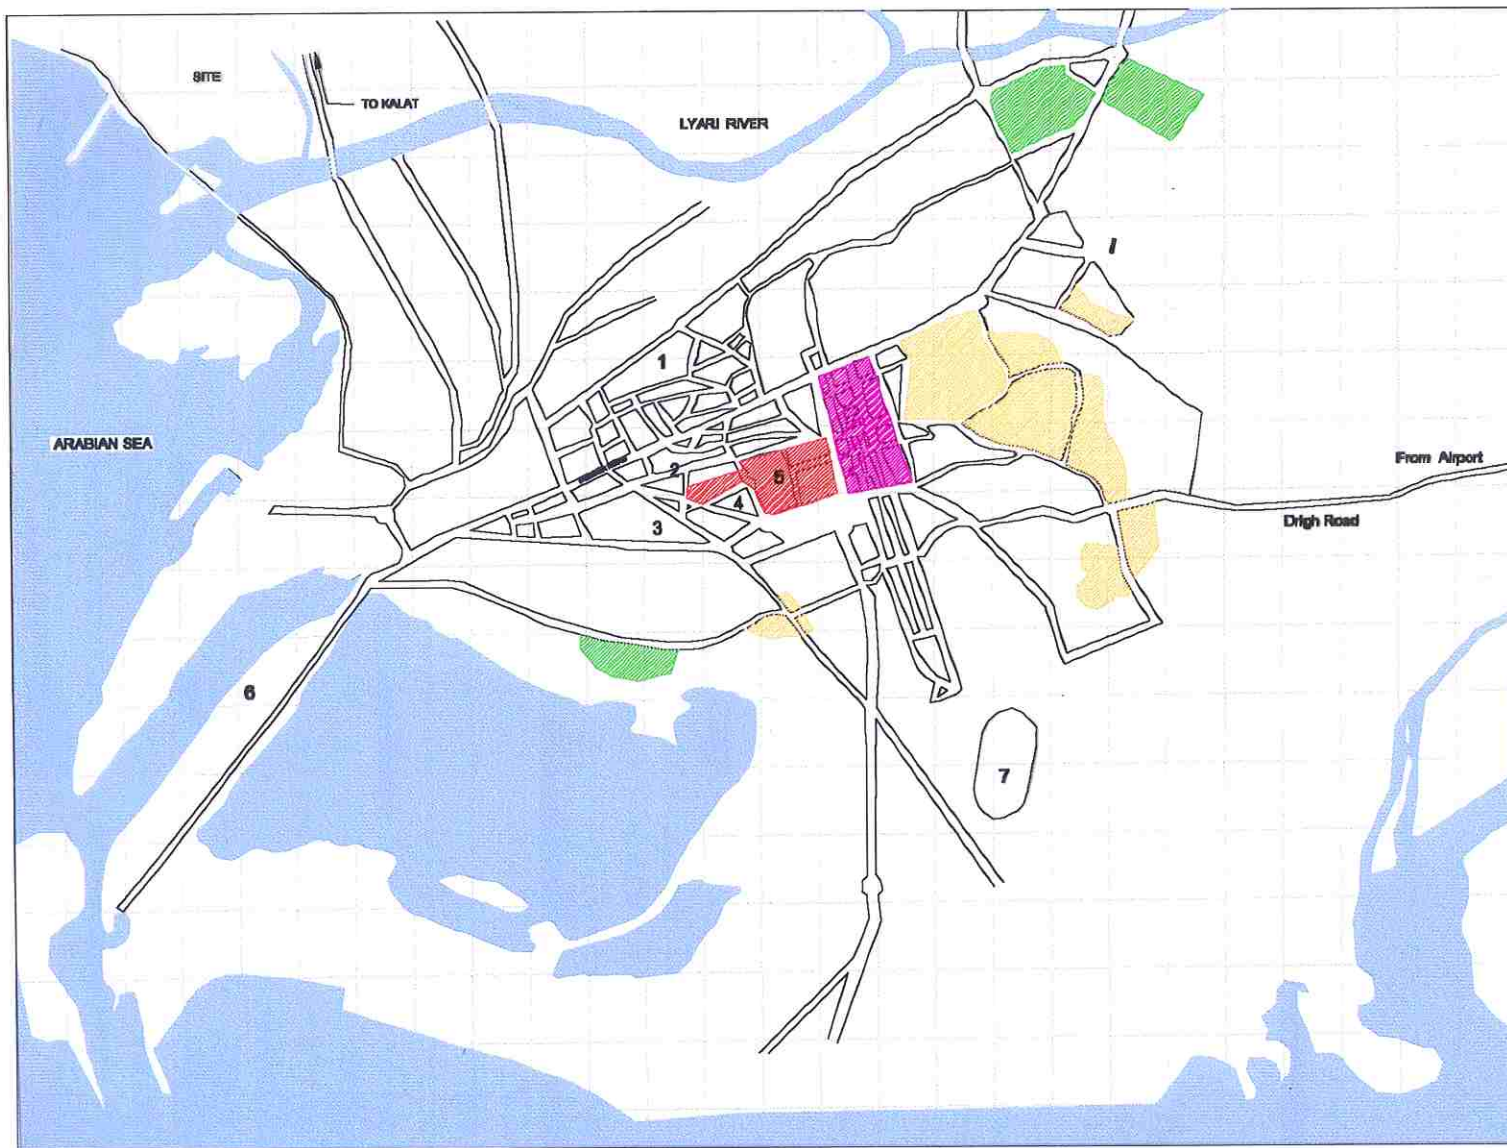 SITE
TO KALAT
LYARI RIVER
1
ARABIAN SEA
2
5
From Airport
4
3
Drigh Road
6
7